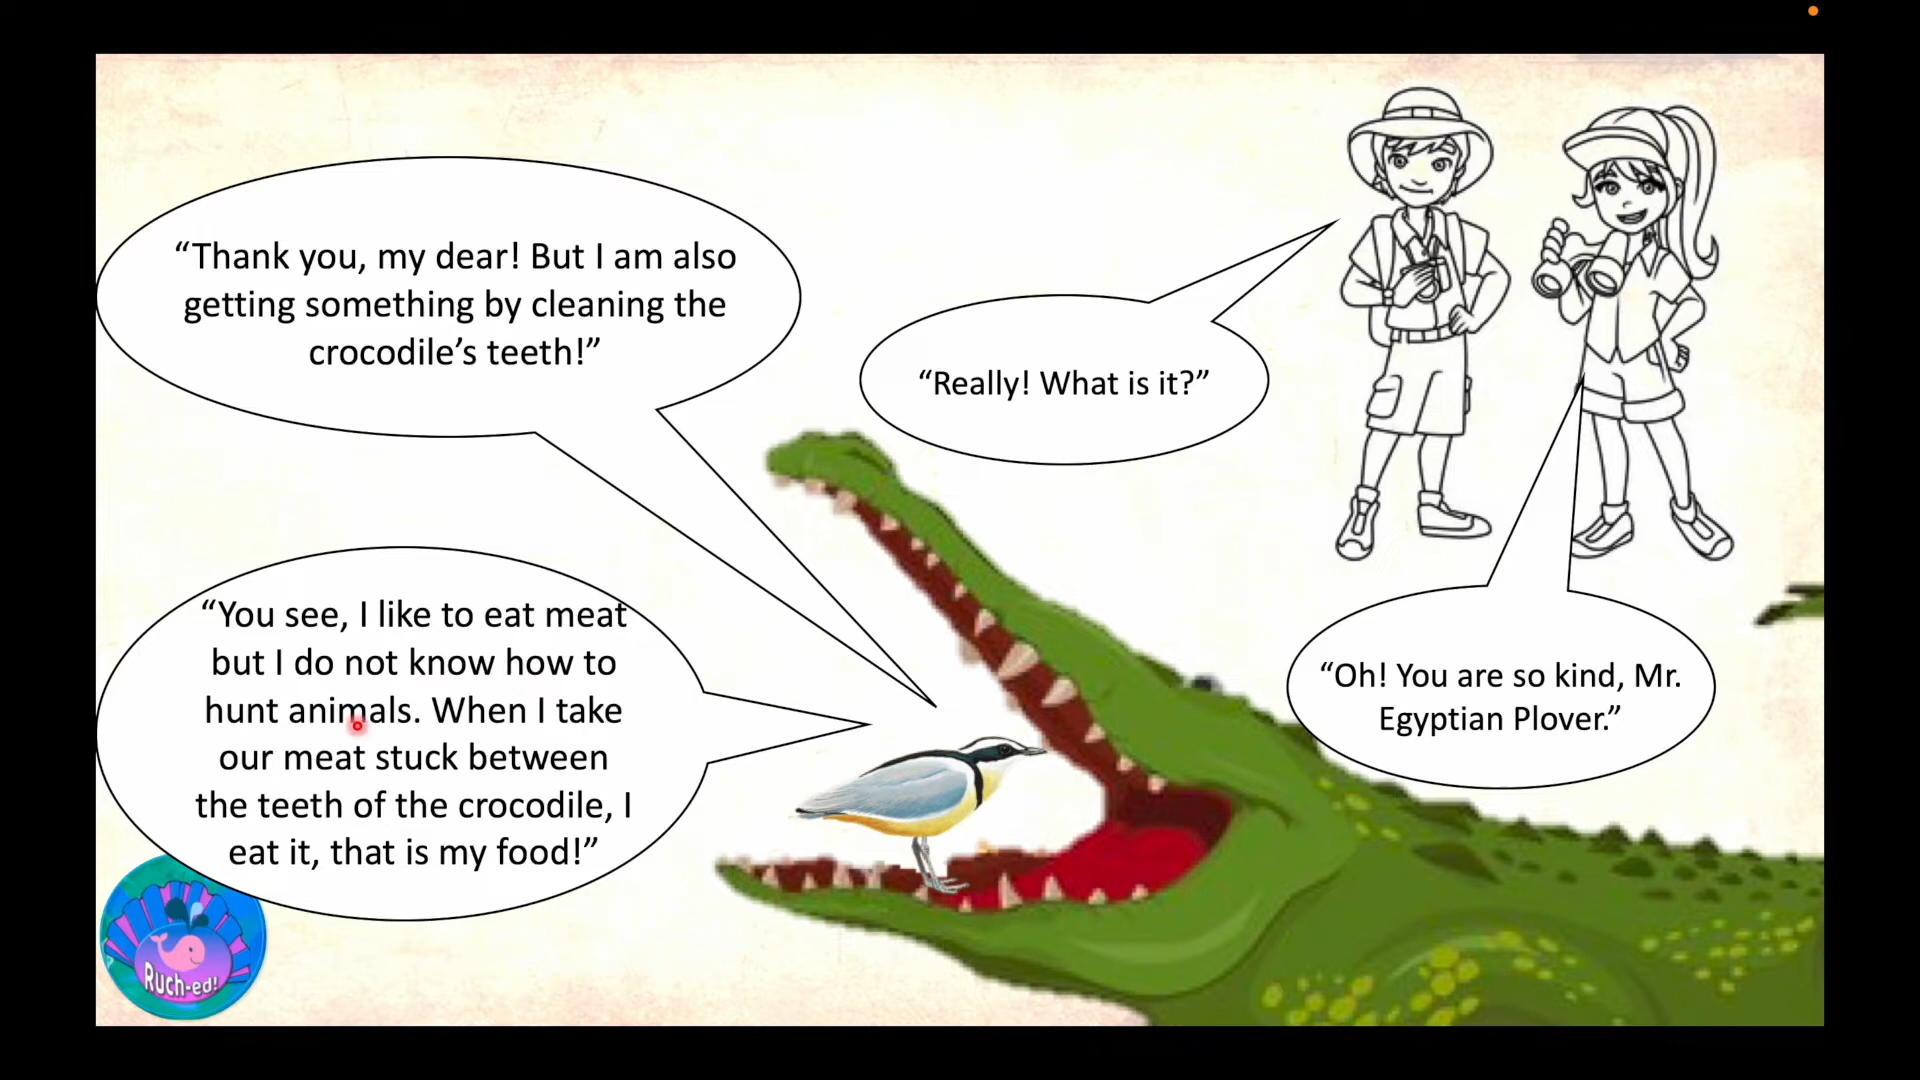 “Oh! You are so kind, Mr.
Egyptian Plover.”
“Thank you, my dear! But I am also
getting something by cleaning the
crocodile’s teeth!”
“Really! What is it?”
“You see, I like to eat meat
but I do not know how to
hunt animals. When I take
our meat stuck between
the teeth of the crocodile, I
eat it, that is my food!”
Ruch-ed!